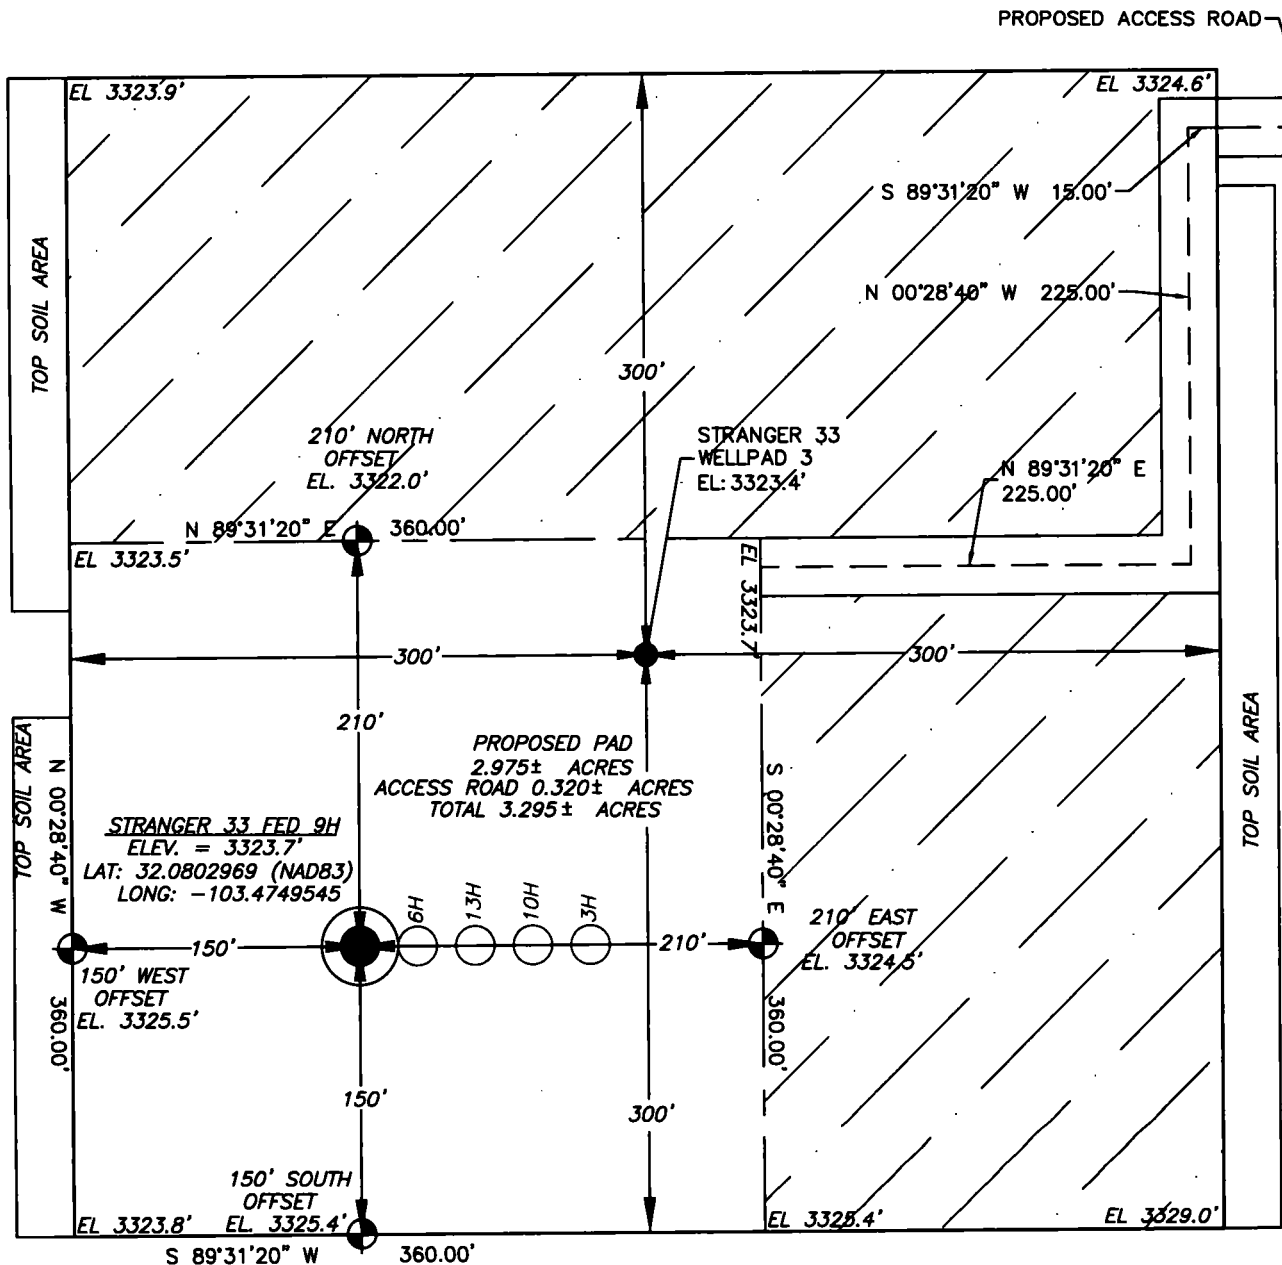 PROPOSED ACCESS ROAD
EL 3323.9'
EL 3324.6'
S 89°31'20" W 15.00'
TOP SOIL AREA
N 00°28'40" W 225.00'
300'
210' NORTH
OFFSET
EL. 3322.0'
STRANGER 33
WELLPAD 3
EL: 3323.4'
N 89°31'20" E
225.00'
N 89°31'20" E 360.00'
EL 3323.5'
EL 3323.7'
300'
300'
210'
PROPOSED PAD
2.975± ACRES
ACCESS ROAD 0.320± ACRES
TOTAL 3.295± ACRES
TOP SOIL AREA
N 00°28'40" W 360.00'
S 00°28'40" E 360.00'
TOP SOIL AREA
STRANGER 33 FED 9H
ELEV. = 3323.7'
LAT: 32.0802969 (NAD83)
LONG: -103.4749545
6H
13H
10H
3H
150'
210'
210' EAST
OFFSET
EL. 3324.5'
150' WEST
OFFSET
EL. 3325.5'
150'
300'
150' SOUTH
OFFSET
EL. 3325.4'
EL 3323.8'
EL 3325.4'
EL 3329.0'
S 89°31'20" W 360.00'